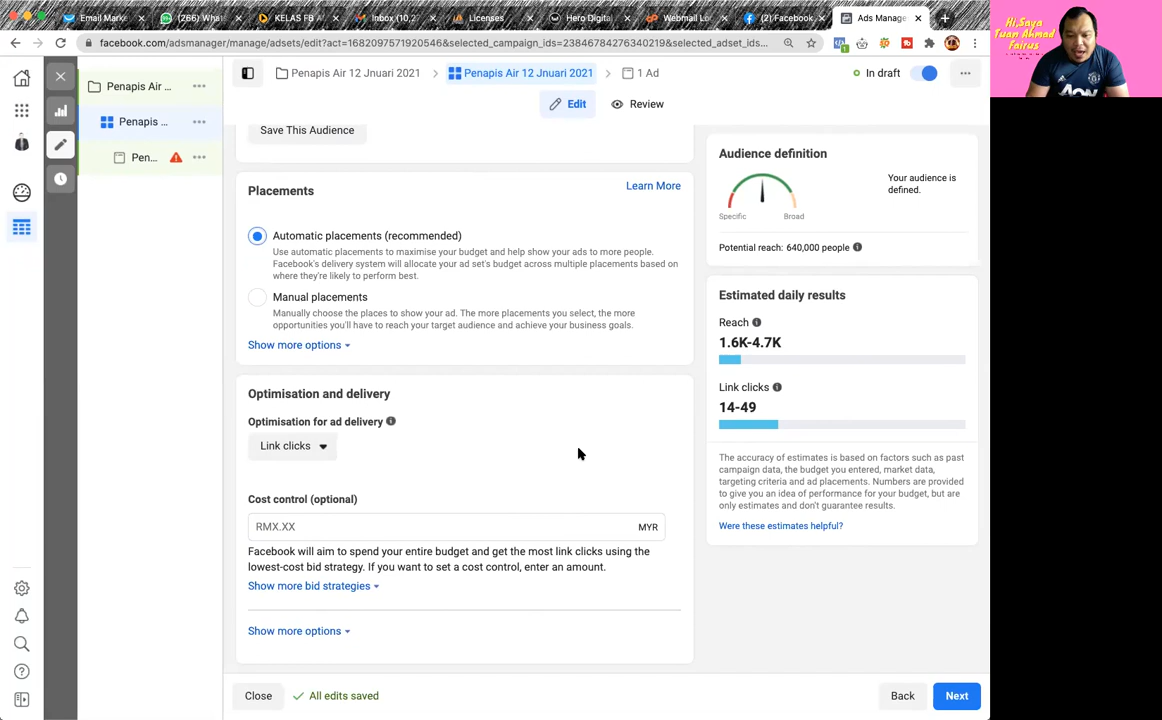 Email Marke
(266) What
KELAS FB A
Inbox (10,2
Licenses
Hero Digital
Webmail Lo
(2) Facebook
Ads Manage
facebook.com/adsmanager/manage/adsets/edit?act=1682097571920546&selected_campaign_ids=23846784276340219&selected_adset_ids...
Hi,Saya
Tuan Ahmad
Fairus
Penapis Air 12 Jnuari 2021
Penapis Air 12 Jnuari 2021
1 Ad
In draft
Edit
Review
Penapis Air ...
Penapis ...
Pen...
Save This Audience
Placements
Learn More
Automatic placements (recommended)
Use automatic placements to maximise your budget and help show your ads to more people.
Facebook's delivery system will allocate your ad set's budget across multiple placements based on
where they're likely to perform best.
Manual placements
Manually choose the places to show your ad. The more placements you select, the more
opportunities you'll have to reach your target audience and achieve your business goals.
Show more options
Optimisation and delivery
Optimisation for ad delivery
Link clicks
Cost control (optional)
RMX.XX
MYR
Facebook will aim to spend your entire budget and get the most link clicks using the
lowest-cost bid strategy. If you want to set a cost control, enter an amount.
Show more bid strategies
Show more options
Close
All edits saved
Back
Next
Audience definition
Your audience is
defined.
Specific
Broad
Potential reach: 640,000 people
Estimated daily results
Reach
1.6K-4.7K
Link clicks
14-49
The accuracy of estimates is based on factors such as past
campaign data, the budget you entered, market data,
targeting criteria and ad placements. Numbers are provided
to give you an idea of performance for your budget, but are
only estimates and don't guarantee results.
Were these estimates helpful?